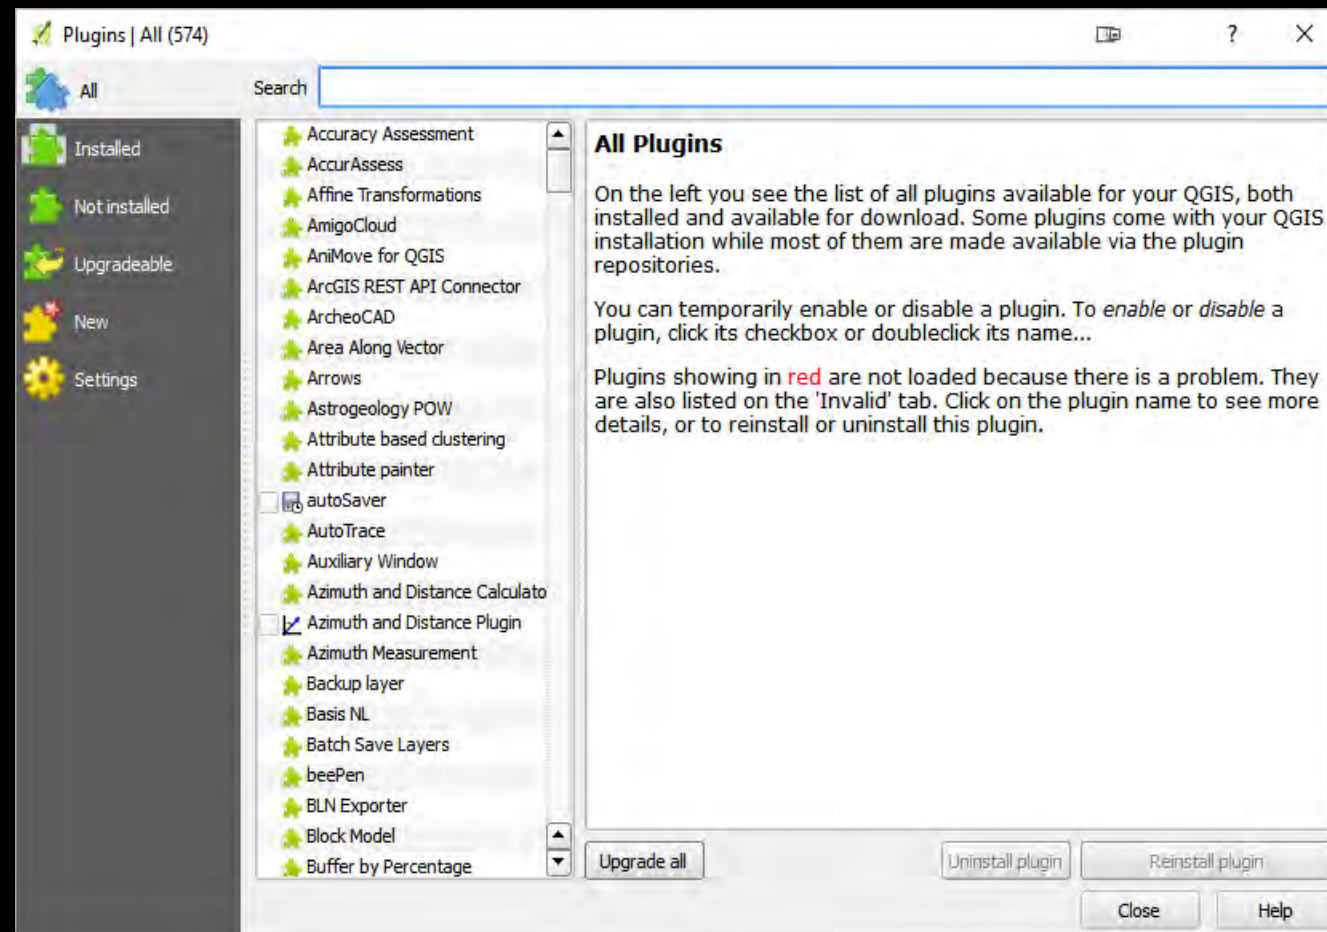 Plugins | All (574)
?
All
Installed
Not installed
Upgradeable
New
Settings
Search
Accuracy Assessment
AccurAssess
Affine Transformations
AmigoCloud
AniMove for QGIS
ArcGIS REST API Connector
ArcheoCAD
Area Along Vector
Arrows
Astrogeology POW
Attribute based clustering
Attribute painter
autoSaver
AutoTrace
Auxiliary Window
Azimuth and Distance Calculato
Azimuth and Distance Plugin
Azimuth Measurement
Backup layer
Basis NL
Batch Save Layers
beePen
BLN Exporter
Block Model
Buffer by Percentage
All Plugins
On the left you see the list of all plugins available for your QGIS, both
installed and available for download. Some plugins come with your QGIS
installation while most of them are made available via the plugin
repositories.
You can temporarily enable or disable a plugin. To enable or disable a
plugin, click its checkbox or doubleclick its name...
Plugins showing in red are not loaded because there is a problem. They
are also listed on the 'Invalid' tab. Click on the plugin name to see more
details, or to reinstall or uninstall this plugin.
Upgrade all
Uninstall plugin
Reinstall plugin
Close
Help